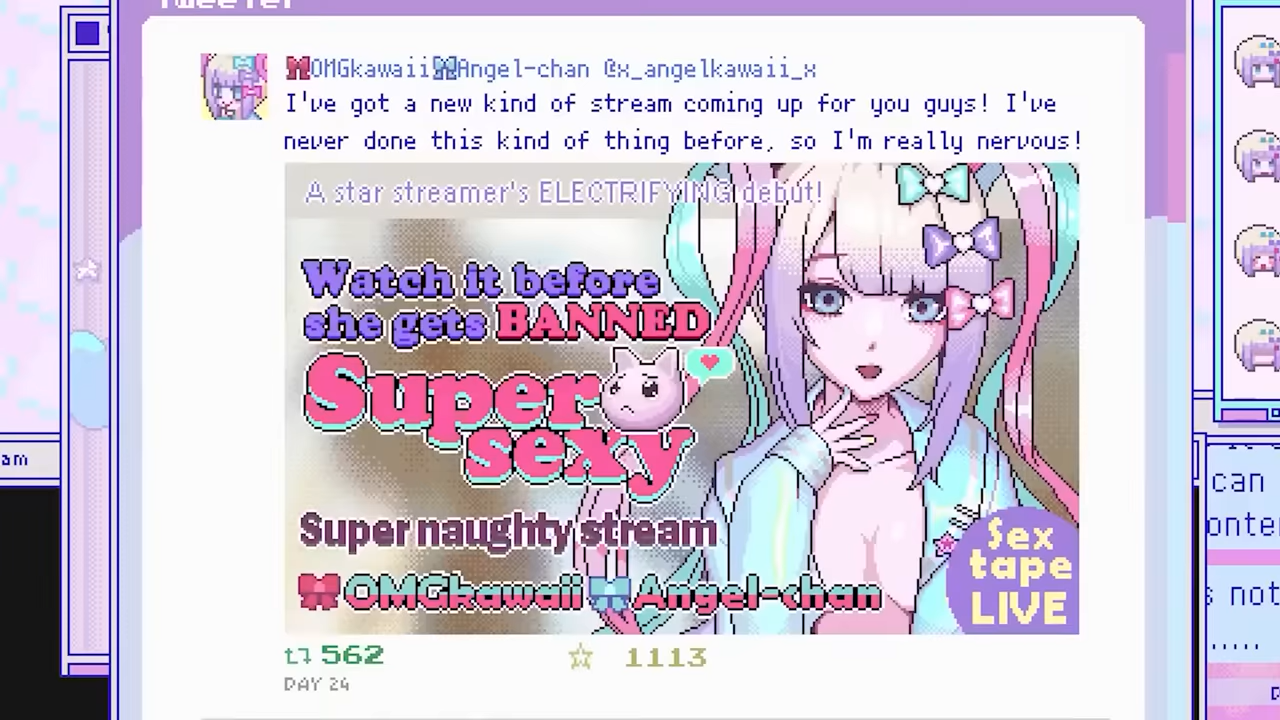 Tweeter
OMGkawaii Angel-chan @x_angelkawaii_x
I've got a new kind of stream coming up for you guys! I've
never done this kind of thing before, so I'm really nervous!
A star streamer's ELECTRIFYING debut!
Watch it before
she gets BANNED
Super
sexy
Super naughty stream
OMGkawaii Angel-chan
Sex
tape
LIVE
562
1113
DAY 24
am
can
not